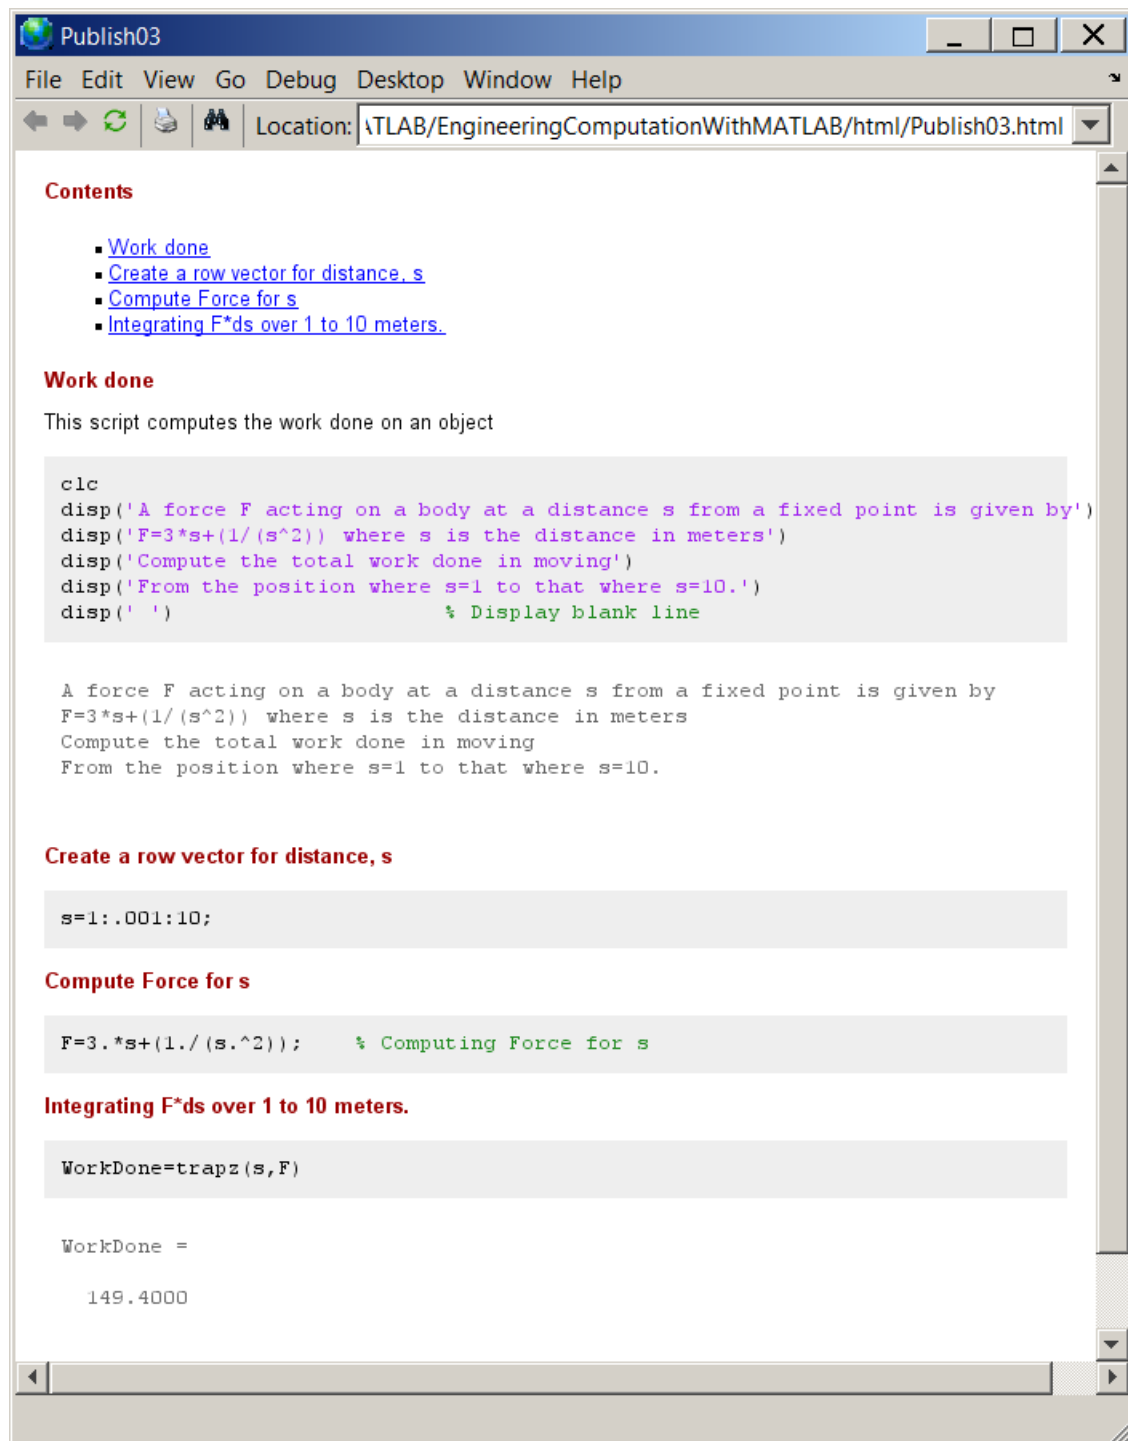 Publish03
File Edit View Go Debug Desktop Window Help
Location: ATLAB/EngineeringComputationWithMATLAB/html/Publish03.html
Contents
Work done
Create a row vector for distance, s
Compute Force for s
Integrating F*ds over 1 to 10 meters.
Work done
This script computes the work done on an object
clc
disp('A force F acting on a body at a distance s from a fixed point is given by')
disp('F=3*s+(1/(s^2)) where s is the distance in meters')
disp('Compute the total work done in moving')
disp('From the position where s=1 to that where s=10.')
disp(' ') % Display blank line
A force F acting on a body at a distance s from a fixed point is given by
F=3*s+(1/(s^2)) where s is the distance in meters
Compute the total work done in moving
From the position where s=1 to that where s=10.
Create a row vector for distance, s
s=1:.001:10;
Compute Force for s
F=3.*s+(1./(s.^2)); % Computing Force for s
Integrating F*ds over 1 to 10 meters.
WorkDone=trapz(s,F)
WorkDone =
149.4000